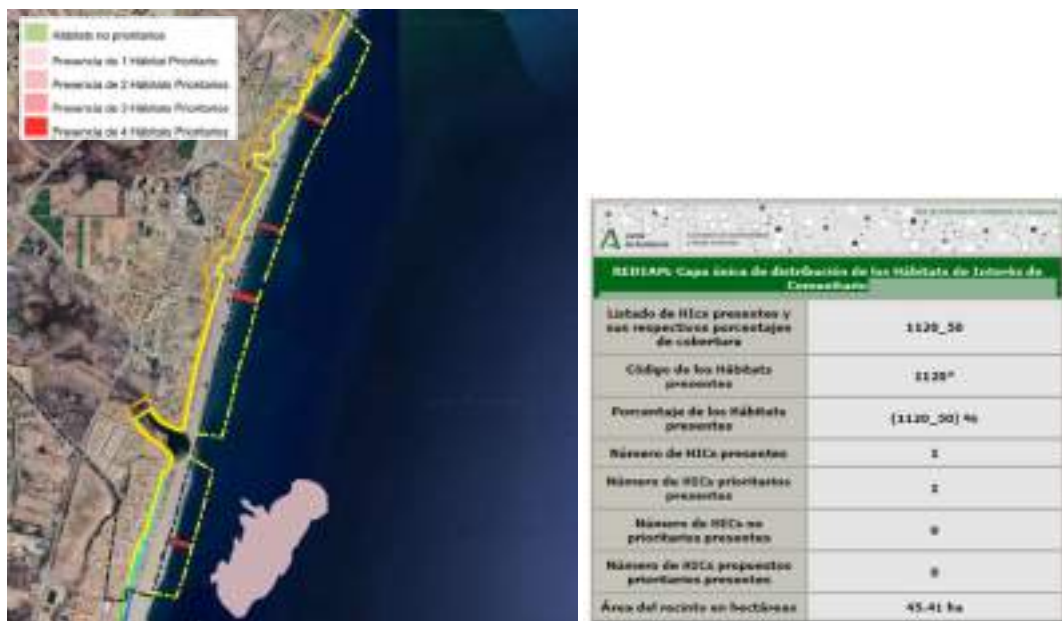 Hábitats no prioritarios
Presencia de 1 Hábitat Prioritario
Presencia de 2 Hábitats Prioritarios
Presencia de 3 Hábitats Prioritarios
Presencia de 4 Hábitats Prioritarios
REDIAM: Capa única de distribución de los Hábitats de Interés de
Comunitario
Listado de HICs presentes y
sus respectivos porcentajes
de cobertura
1120_50
Código de los Hábitats
presentes
1120*
Porcentaje de los Hábitats
presentes
(1120_50) %
Número de HICs presentes
1
Número de HICs prioritarios
presentes
1
Número de HICs no
prioritarios presentes
0
Número de HICs propuestos
prioritarios presentes
0
Área del recinto en hectáreas
45.41 ha